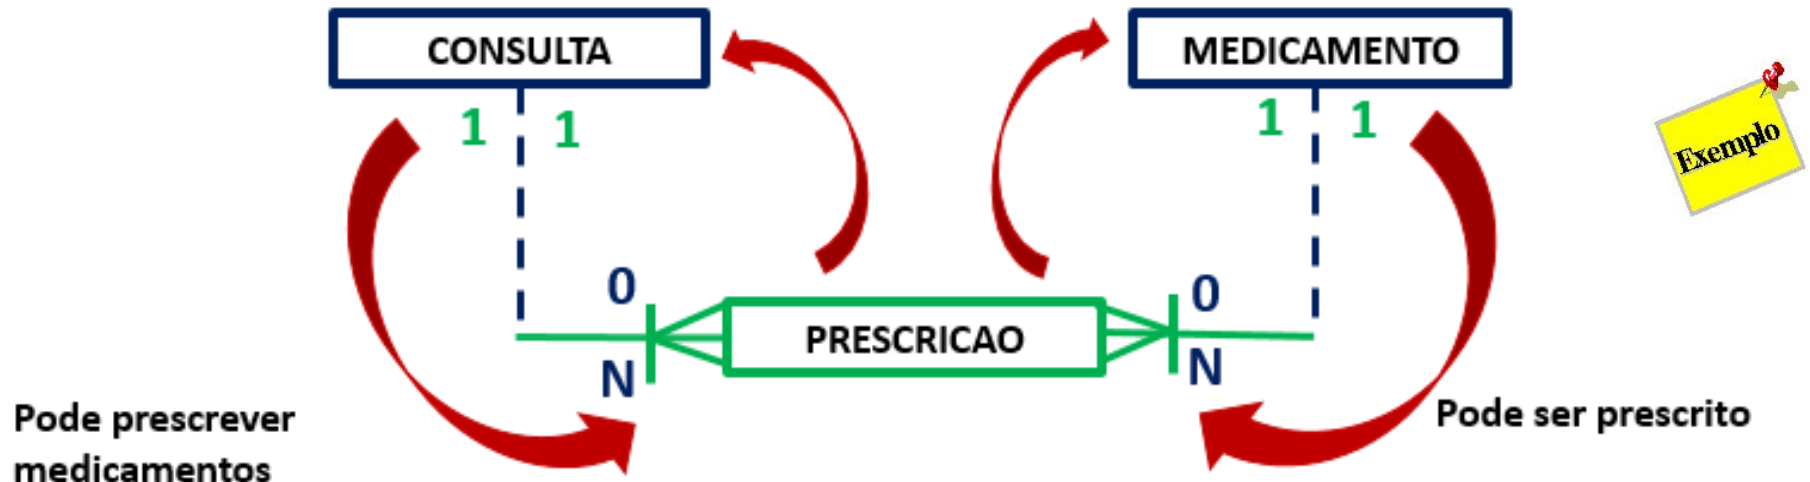 CONSULTA
MEDICAMENTO
1 1
1 1
Exemplo
0
0
PRESCRICAO
N
N
Pode prescrever
medicamentos
Pode ser prescrito